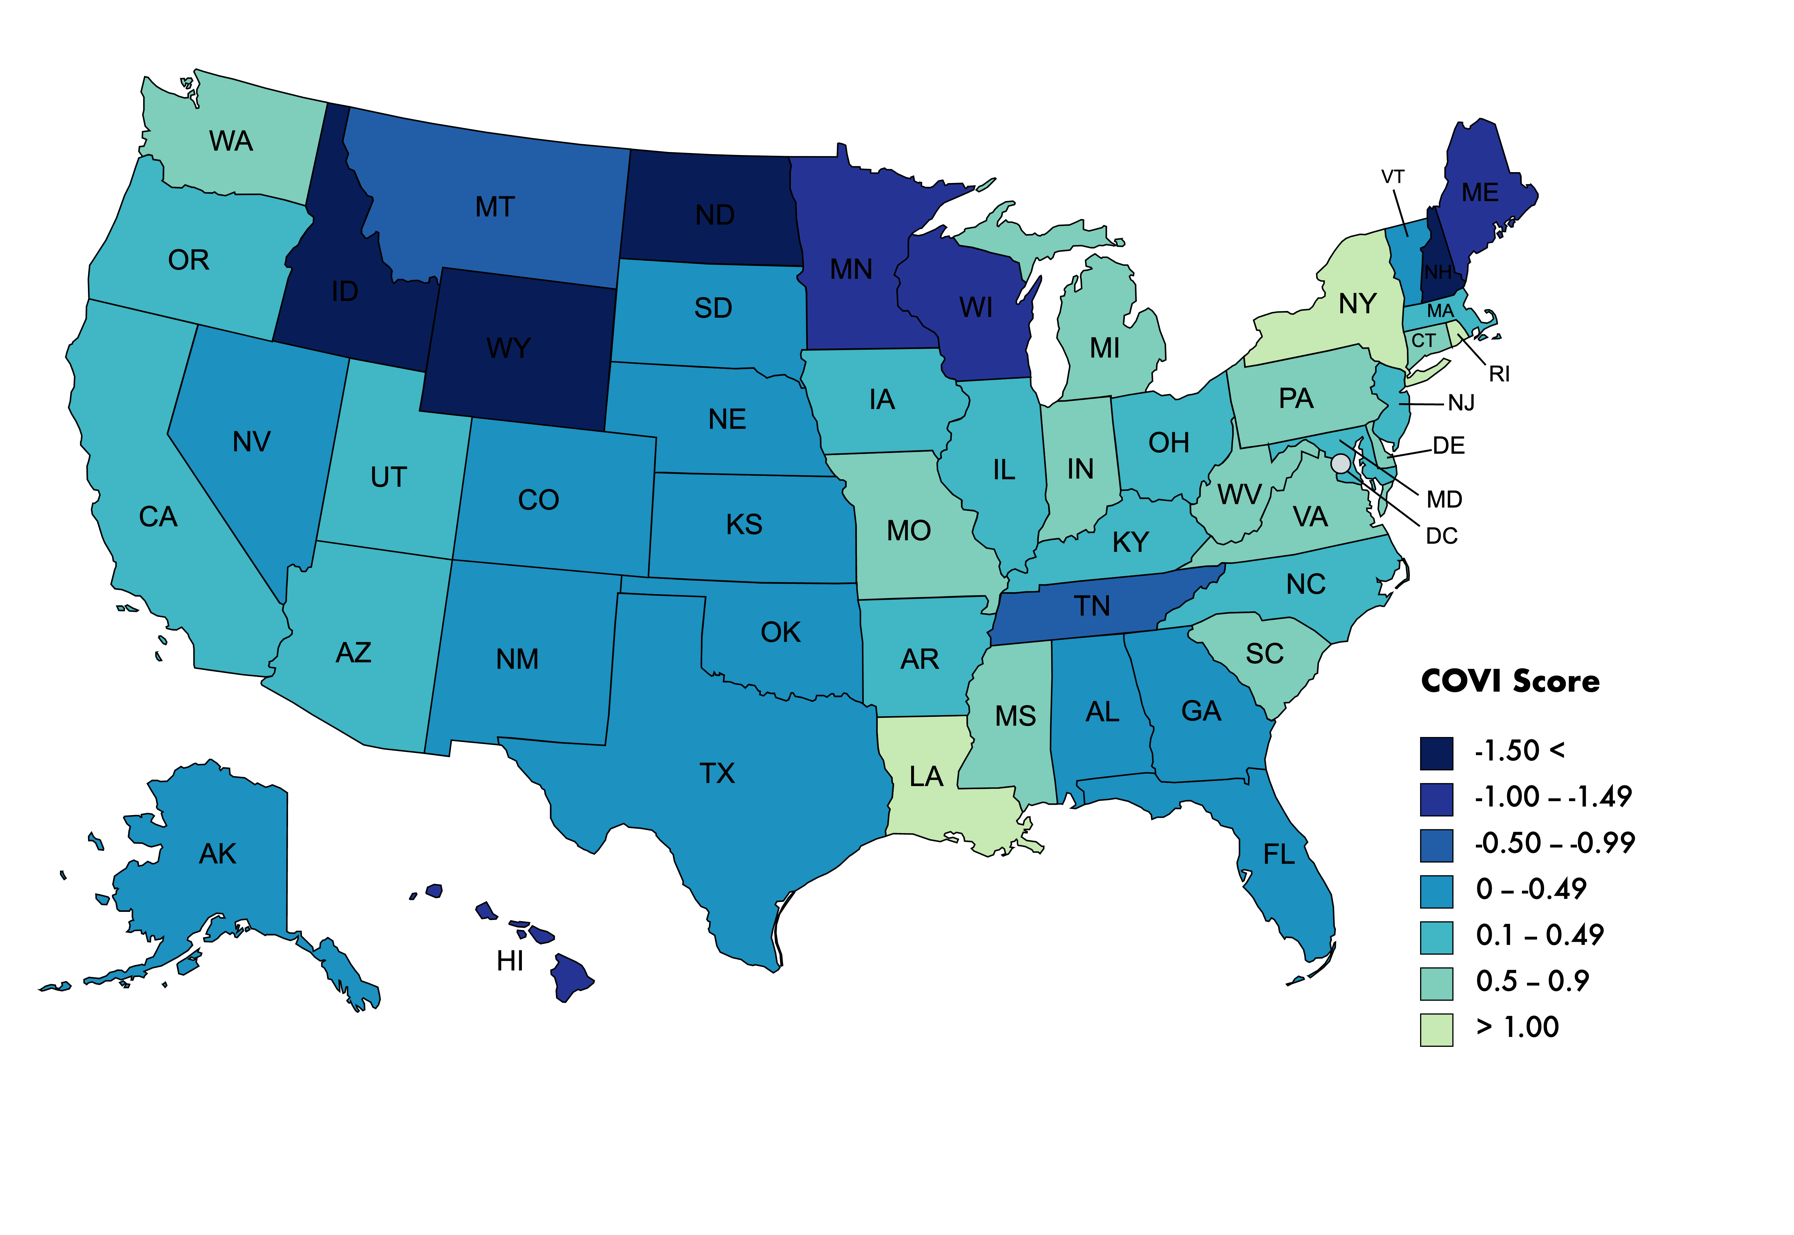 VT
ME
WA
MT
ND
OR
MN
NH
ID
SD
WI
NY
MA
WY
MI
CT
RI
IA
PA
NJ
NE
NV
OH
DE
UT
IL
IN
CO
WV
MD
CA
KS
MO
VA
DC
KY
NC
TN
OK
AZ
NM
AR
SC
MS
AL
GA
TX
LA
AK
FL
HI
COVI Score
-1.50 <
-1.00 – -1.49
-0.50 – -0.99
0 – -0.49
0.1 – 0.49
0.5 – 0.9
> 1.00